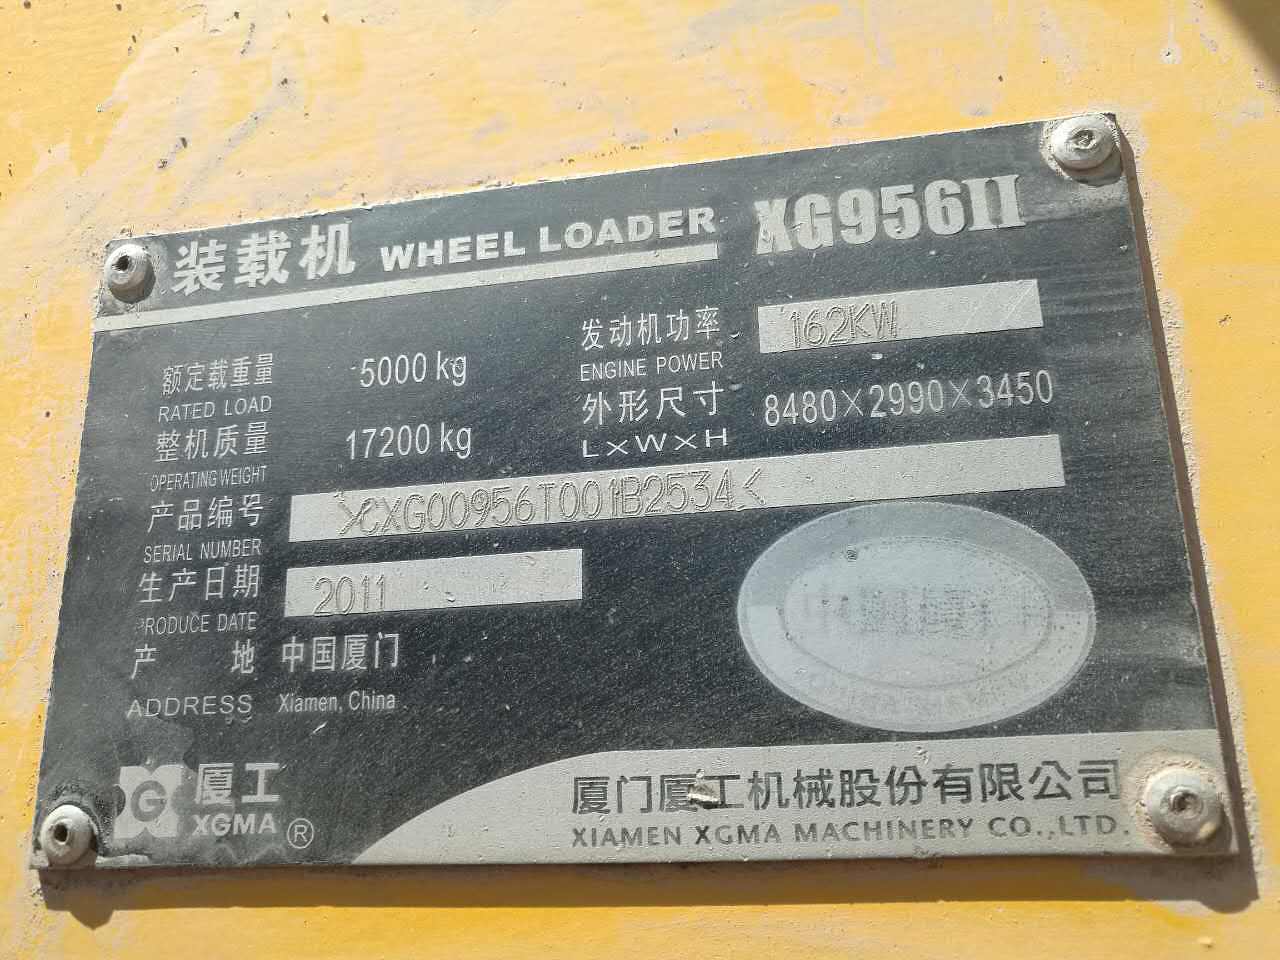 装载机 WHEEL LOADER XG956II
额定载重量 5000 kg 发动机功率 162KW
RATED LOAD ENGINE POWER
整机质量 17200 kg 外形尺寸 8480×2990×3450
OPERATING WEIGHT L×W×H
产品编号 >CXG00956T001B2534<
SERIAL NUMBER
生产日期 2011
PRODUCE DATE
产 地 中国厦门
ADDRESS Xiamen, China
厦工 厦门厦工机械股份有限公司
XGMA ® XIAMEN XGMA MACHINERY CO.,LTD.